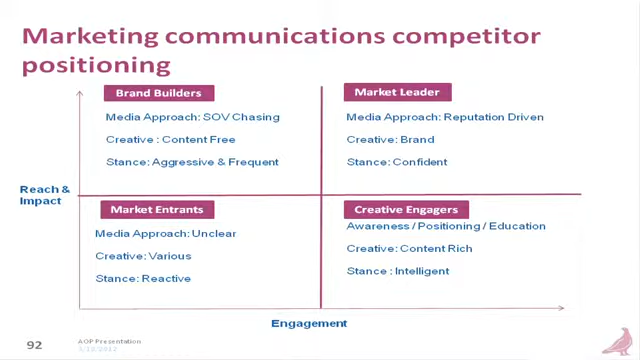 Marketing communications competitor
positioning
Brand Builders
Media Approach: SOV Chasing
Creative : Content Free
Stance: Aggressive & Frequent
Market Leader
Media Approach: Reputation Driven
Creative: Brand
Stance: Confident
Reach &
Impact
Market Entrants
Media Approach: Unclear
Creative: Various
Stance: Reactive
Creative Engagers
Awareness / Positioning / Education
Creative: Content Rich
Stance : Intelligent
Engagement
92
AOP Presentation